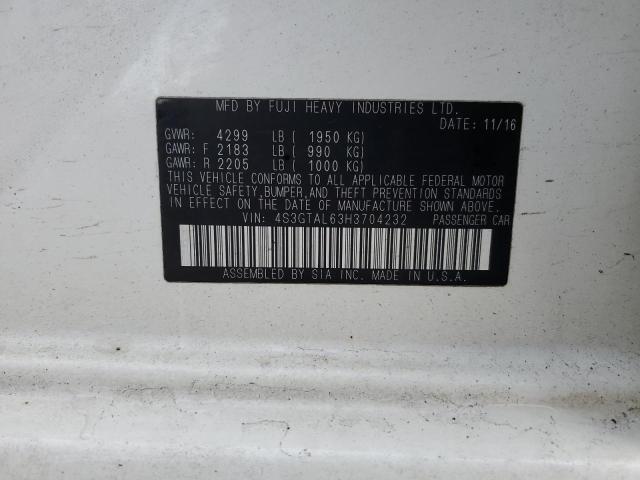 MFD BY FUJI HEAVY INDUSTRIES LTD.
DATE: 11/16
GVWR: 4299 LB ( 1950 KG)
GAWR: F 2183 LB ( 990 KG)
GAWR: R 2205 LB ( 1000 KG)
THIS VEHICLE CONFORMS TO ALL APPLICABLE FEDERAL MOTOR
VEHICLE SAFETY, BUMPER, AND THEFT PREVENTION STANDARDS
IN EFFECT ON THE DATE OF MANUFACTURE SHOWN ABOVE.
VIN: 4S3GTAL63H3704232 PASSENGER CAR
ASSEMBLED BY SIA INC. MADE IN U.S.A.